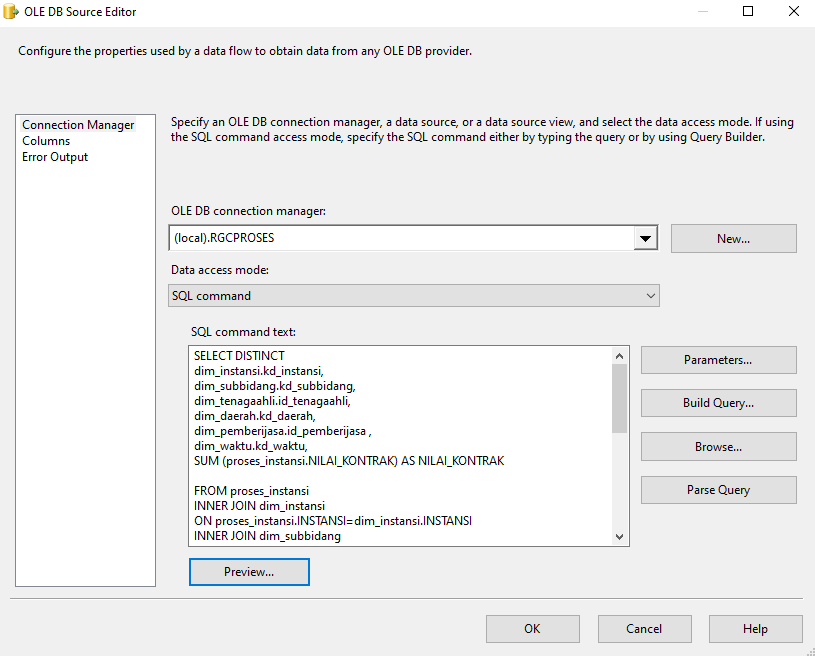 OLE DB Source Editor
Configure the properties used by a data flow to obtain data from any OLE DB provider.
Connection Manager
Columns
Error Output
Specify an OLE DB connection manager, a data source, or a data source view, and select the data access mode. If using
the SQL command access mode, specify the SQL command either by typing the query or by using Query Builder.
OLE DB connection manager:
(local).RGCPROSES
New...
Data access mode:
SQL command
SQL command text:
SELECT DISTINCT
dim_instansi.kd_instansi,
dim_subbidang.kd_subbidang,
dim_tenagaahli.id_tenagaahli,
dim_daerah.kd_daerah,
dim_pemberijasa.id_pemberijasa ,
dim_waktu.kd_waktu,
SUM (proses_instansi.NILAI_KONTRAK) AS NILAI_KONTRAK
FROM proses_instansi
INNER JOIN dim_instansi
ON proses_instansi.INSTANSI=dim_instansi.INSTANSI
INNER JOIN dim_subbidang
Parameters...
Build Query...
Browse...
Parse Query
Preview...
OK
Cancel
Help